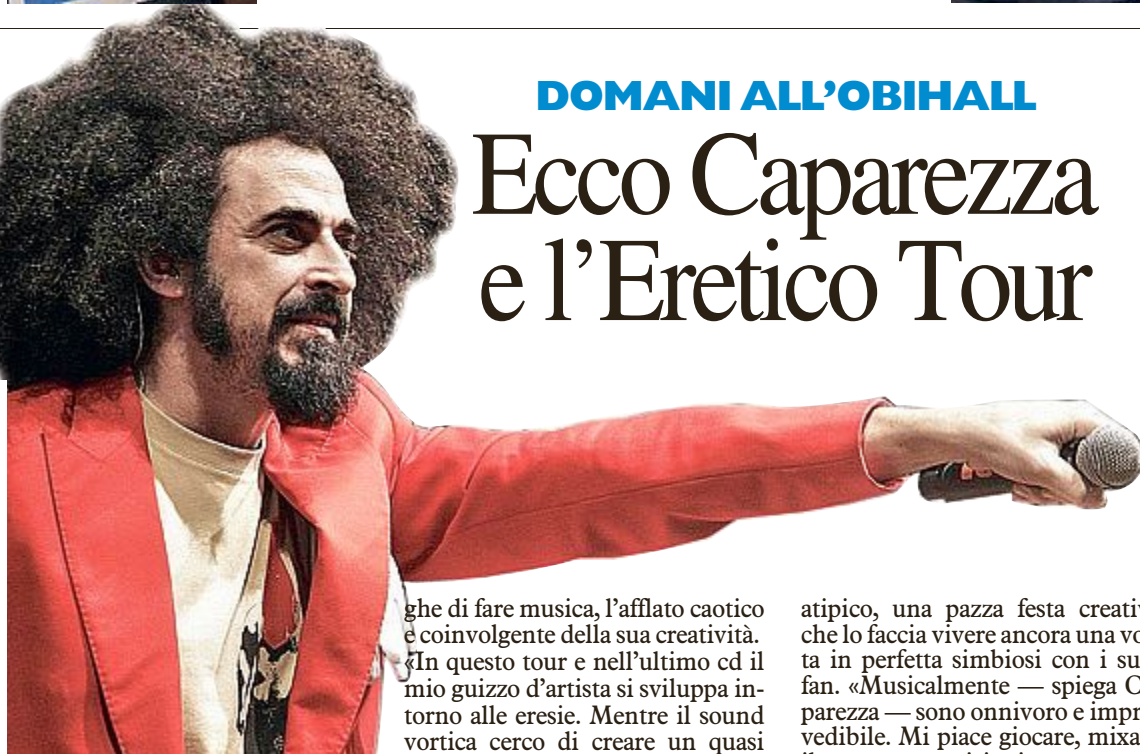 DOMANI ALL’OBIHALL
Ecco Caparezza
e l’Eretico Tour
ghe di fare musica, l’afflato caotico
e coinvolgente della sua creatività.
«In questo tour e nell’ultimo cd il
mio guizzo d’artista si sviluppa in-
torno alle eresie. Mentre il sound
vortica cerco di creare un quasi
atipico, una pazza festa creativ
che lo faccia vivere ancora una vo
ta in perfetta simbiosi con i su
fan. «Musicalmente — spiega C
parezza — sono onnivoro e impr
vedibile. Mi piace giocare, mixa